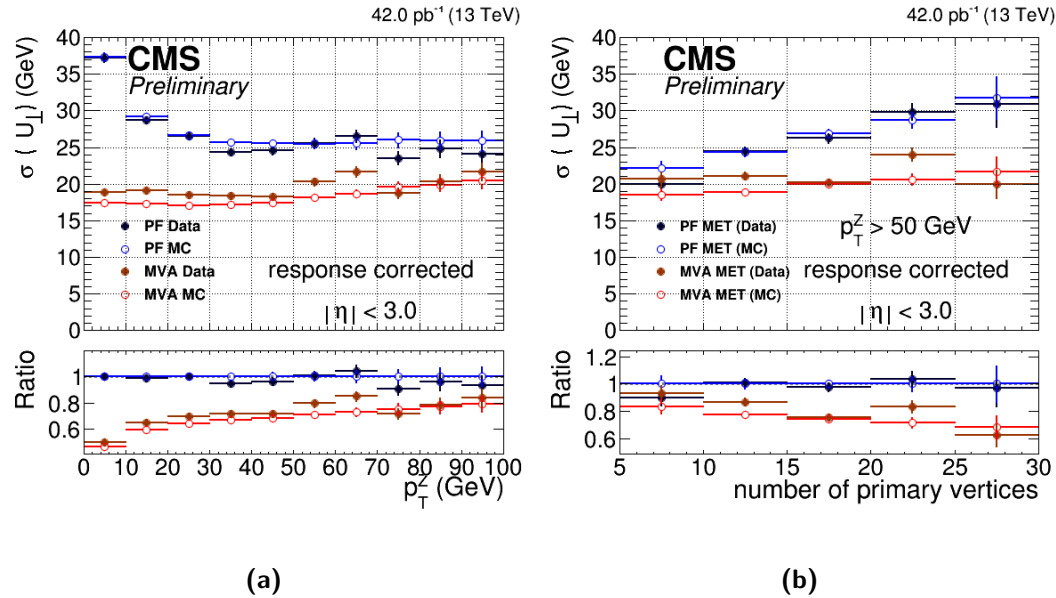 42.0 pb⁻¹ (13 TeV)
CMS
Preliminary
σ ( U⊥) (GeV)
40
35
30
25
20
15
10
5
0
PF Data
PF MC
MVA Data
MVA MC
response corrected
|η| < 3.0
Ratio
1
0.8
0.6
0 10 20 30 40 50 60 70 80 90 100
p_T^Z (GeV)
(a)
42.0 pb⁻¹ (13 TeV)
CMS
Preliminary
σ ( U⊥) (GeV)
40
35
30
25
20
15
10
5
0
p_T^Z > 50 GeV
PF MET (Data)
PF MET (MC)
MVA MET (Data)
MVA MET (MC)
response corrected
|η| < 3.0
Ratio
1.2
1
0.8
0.6
5 10 15 20 25 30
number of primary vertices
(b)